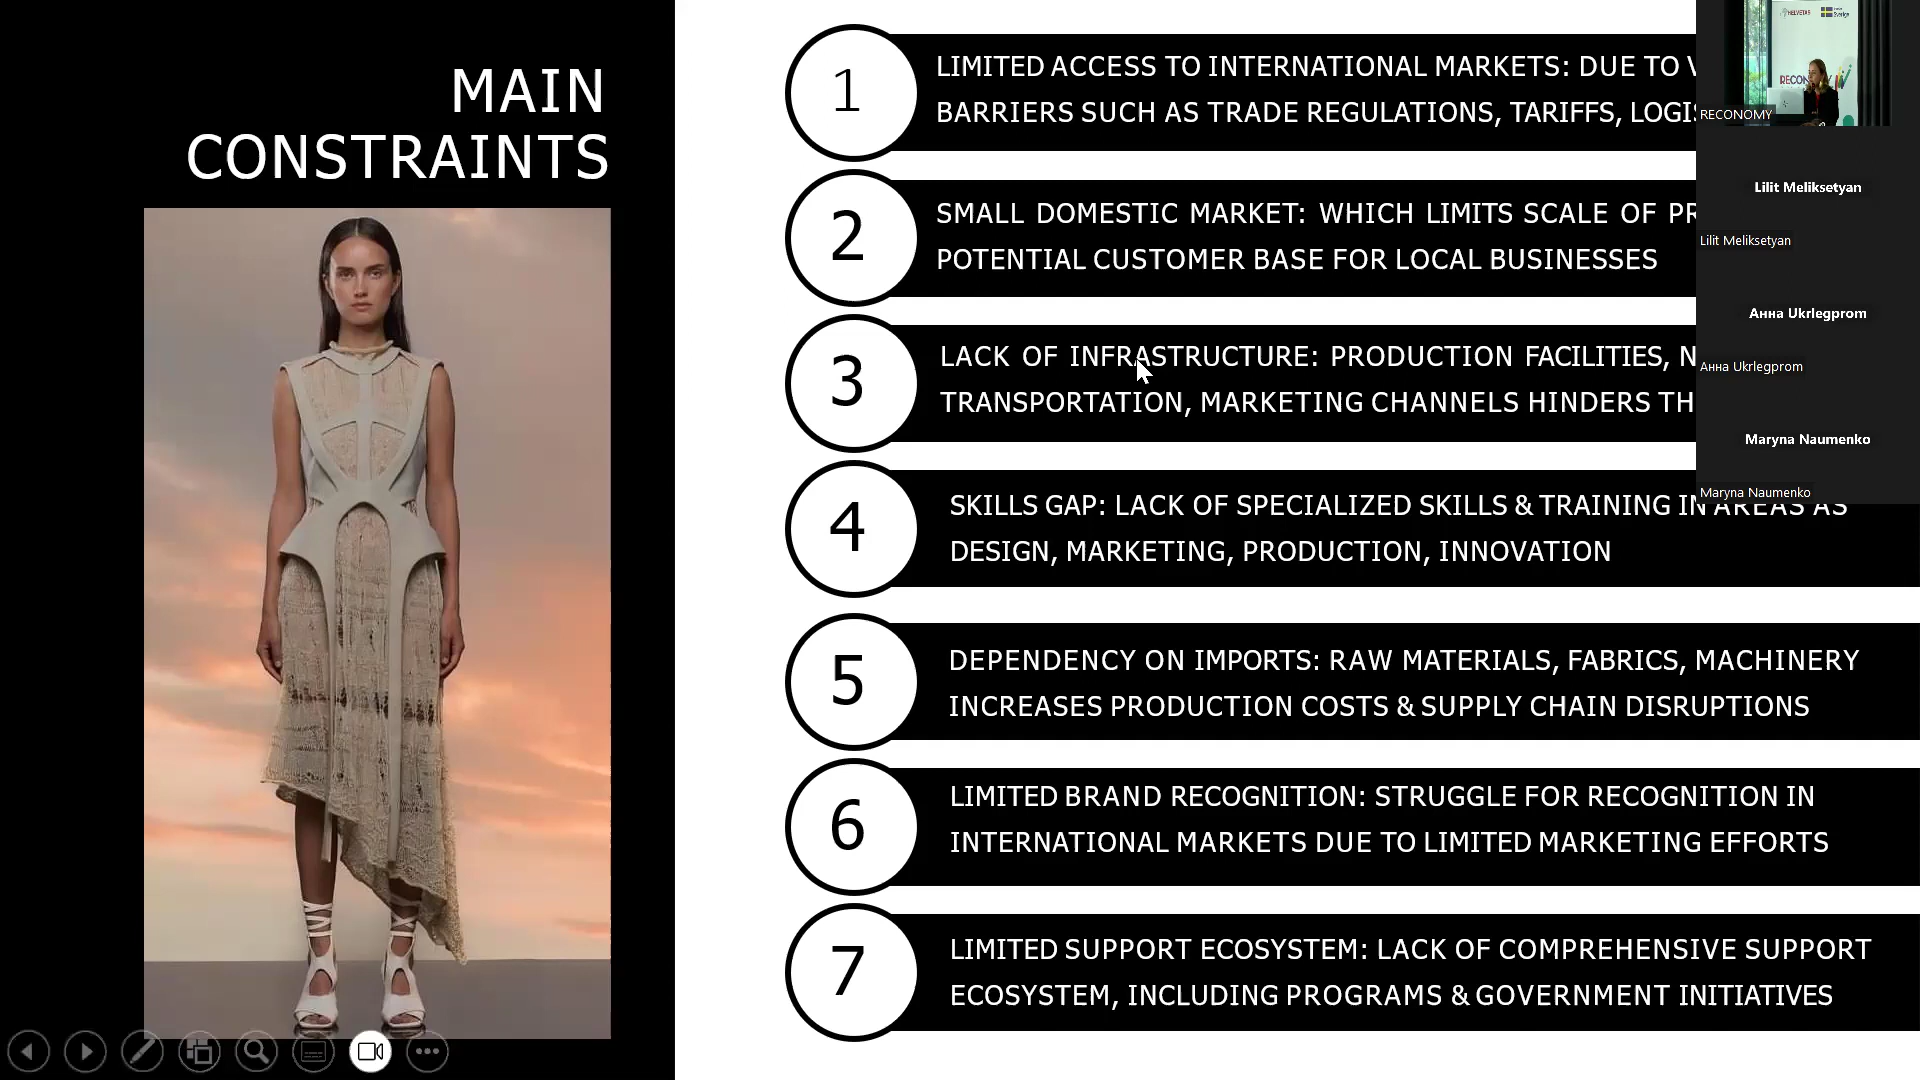 MAIN
CONSTRAINTS
1
LIMITED ACCESS TO INTERNATIONAL MARKETS: DUE TO
BARRIERS SUCH AS TRADE REGULATIONS, TARIFFS,
2
SMALL DOMESTIC MARKET: WHICH LIMITS SCALE OF
POTENTIAL CUSTOMER BASE FOR LOCAL BUSINESSES
3
LACK OF INFRASTRUCTURE: PRODUCTION FACILITIES,
TRANSPORTATION, MARKETING CHANNELS HINDERS
4
SKILLS GAP: LACK OF SPECIALIZED SKILLS & TRAINING IN AREAS AS
DESIGN, MARKETING, PRODUCTION, INNOVATION
5
DEPENDENCY ON IMPORTS: RAW MATERIALS, FABRICS, MACHINERY
INCREASES PRODUCTION COSTS & SUPPLY CHAIN DISRUPTIONS
6
LIMITED BRAND RECOGNITION: STRUGGLE FOR RECOGNITION IN
INTERNATIONAL MARKETS DUE TO LIMITED MARKETING EFFORTS
7
LIMITED SUPPORT ECOSYSTEM: LACK OF COMPREHENSIVE SUPPORT
ECOSYSTEM, INCLUDING PROGRAMS & GOVERNMENT INITIATIVES
HELVETAS
Sverige
RECONOMY
Lilit Meliksetyan
Lilit Meliksetyan
Анна Ukrlegprom
Анна Ukrlegprom
Maryna Naumenko
Maryna Naumenko